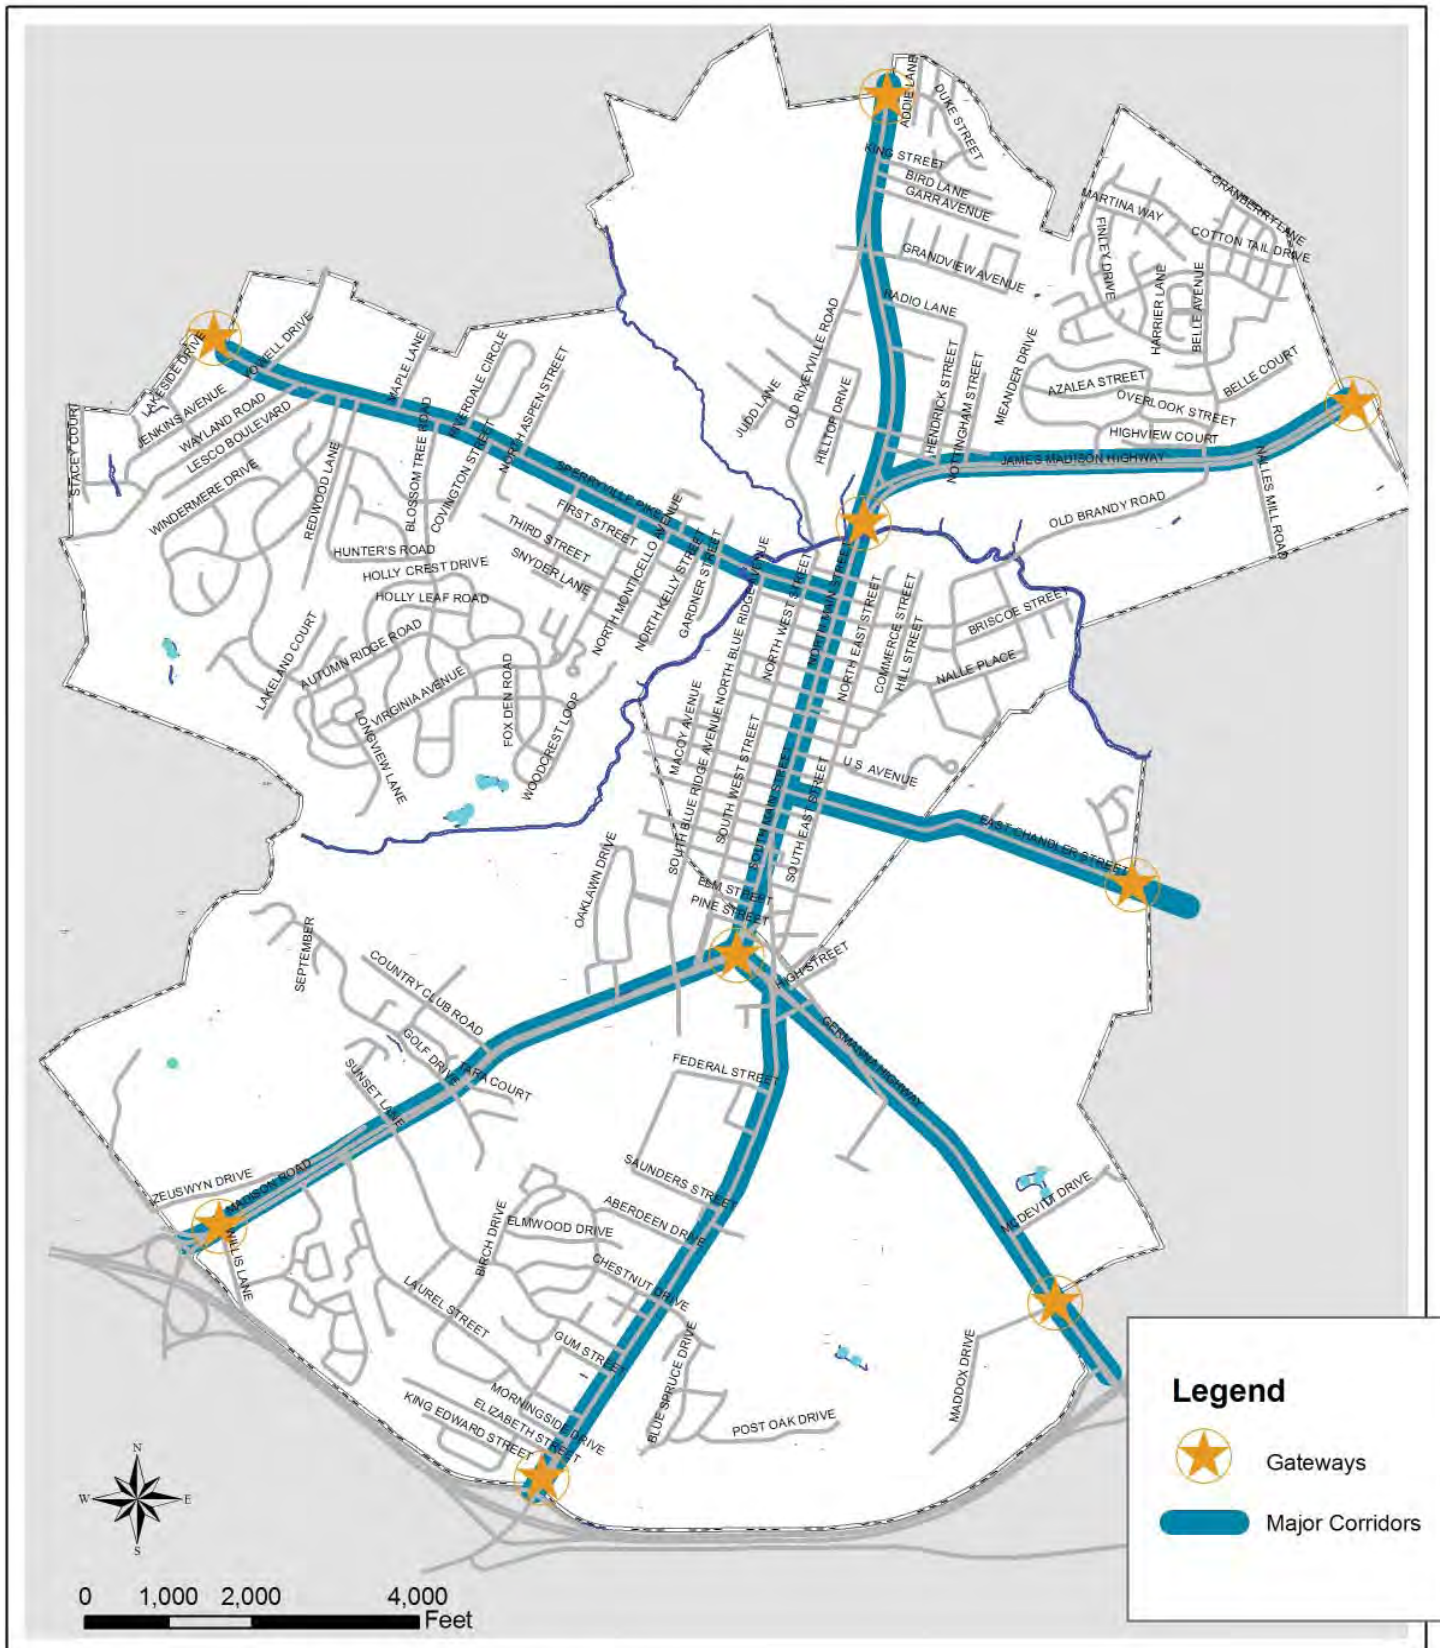 ADDIE LANE
DUKE STREET
KING STREET
BIRD LANE
GARR AVENUE
GRANDVIEW AVENUE
RADIO LANE
MARTINA WAY
CRANBERRY LANE
COTTON TAIL DRIVE
FINLEY DRIVE
HARRIER LANE
BELLE AVENUE
BELLE COURT
MEANDER DRIVE
AZALEA STREET
OVERLOOK STREET
HIGHVIEW COURT
JAMES MADISON HIGHWAY
NALLES MILL ROAD
OLD BRANDY ROAD
HENDRICK STREET
NOTTINGHAM STREET
OLD RIXEYVILLE ROAD
HILLTOP DRIVE
JUDD LANE
LAKESIDE DRIVE
YOWELL DRIVE
JENKINS AVENUE
WAYLAND ROAD
LESCO BOULEVARD
WINDERMERE DRIVE
STACEY COURT
MAPLE LANE
REDWOOD LANE
BLOSSOM TREE ROAD
RIVERDALE CIRCLE
COVINGTON STREET
NORTH ASPEN STREET
SPERRYVILLE PIKE
FIRST STREET
THIRD STREET
SNYDER LANE
NORTH MONTICELLO AVENUE
NORTH KELLY STREET
GARDNER STREET
HUNTER'S ROAD
HOLLY CREST DRIVE
HOLLY LEAF ROAD
AUTUMN RIDGE ROAD
LAKELAND COURT
VIRGINIA AVENUE
LONGVIEW LANE
FOX DEN ROAD
WOODCREST LOOP
NORTH BLUE RIDGE AVENUE
NORTH WEST STREET
NORTH MAIN STREET
NORTH EAST STREET
COMMERCE STREET
HILL STREET
BRISCOE STREET
NALLE PLACE
MACOY AVENUE
SOUTH BLUE RIDGE AVENUE
SOUTH WEST STREET
SOUTH MAIN STREET
SOUTH EAST STREET
U S AVENUE
EAST CHANDLER STREET
ELM STREET
PINE STREET
OAKLAWN DRIVE
HIGH STREET
GERMANNA HIGHWAY
SEPTEMBER
COUNTRY CLUB ROAD
GOLF DRIVE
TARA COURT
SUNSET LANE
FEDERAL STREET
SAUNDERS STREET
ABERDEEN DRIVE
ZEUSWYN DRIVE
MADISON ROAD
WILLIS LANE
BIRCH DRIVE
ELMWOOD DRIVE
CHESTNUT DRIVE
LAUREL STREET
GUM STREET
BLUE SPRUCE DRIVE
MORNINGSIDE DRIVE
ELIZABETH STREET
KING EDWARD STREET
POST OAK DRIVE
MADDOX DRIVE
MCDEVITT DRIVE
Legend
Gateways
Major Corridors
N
W E
S
0 1,000 2,000 4,000
Feet